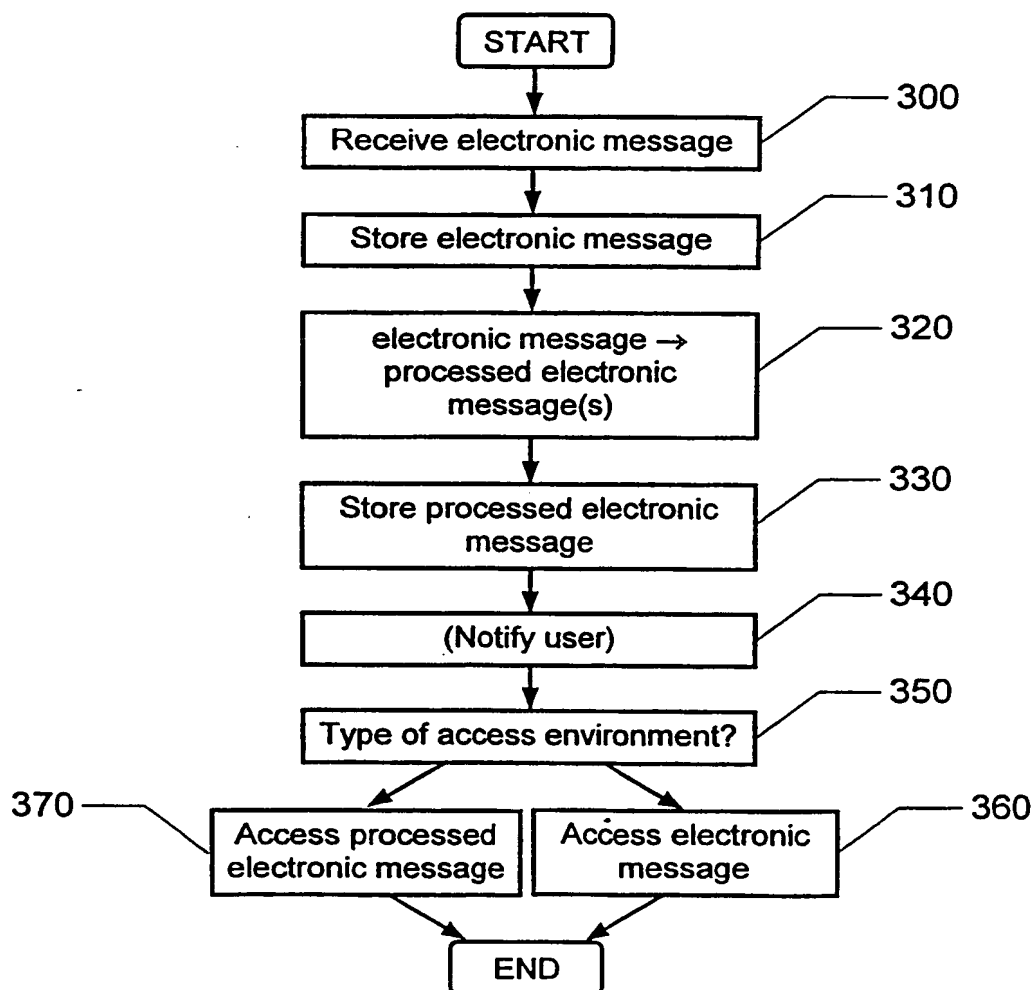 START
300
Receive electronic message
310
Store electronic message
320
electronic message →
processed electronic
message(s)
330
Store processed electronic
message
340
(Notify user)
350
Type of access environment?
370
Access processed
electronic message
360
Access electronic
message
END